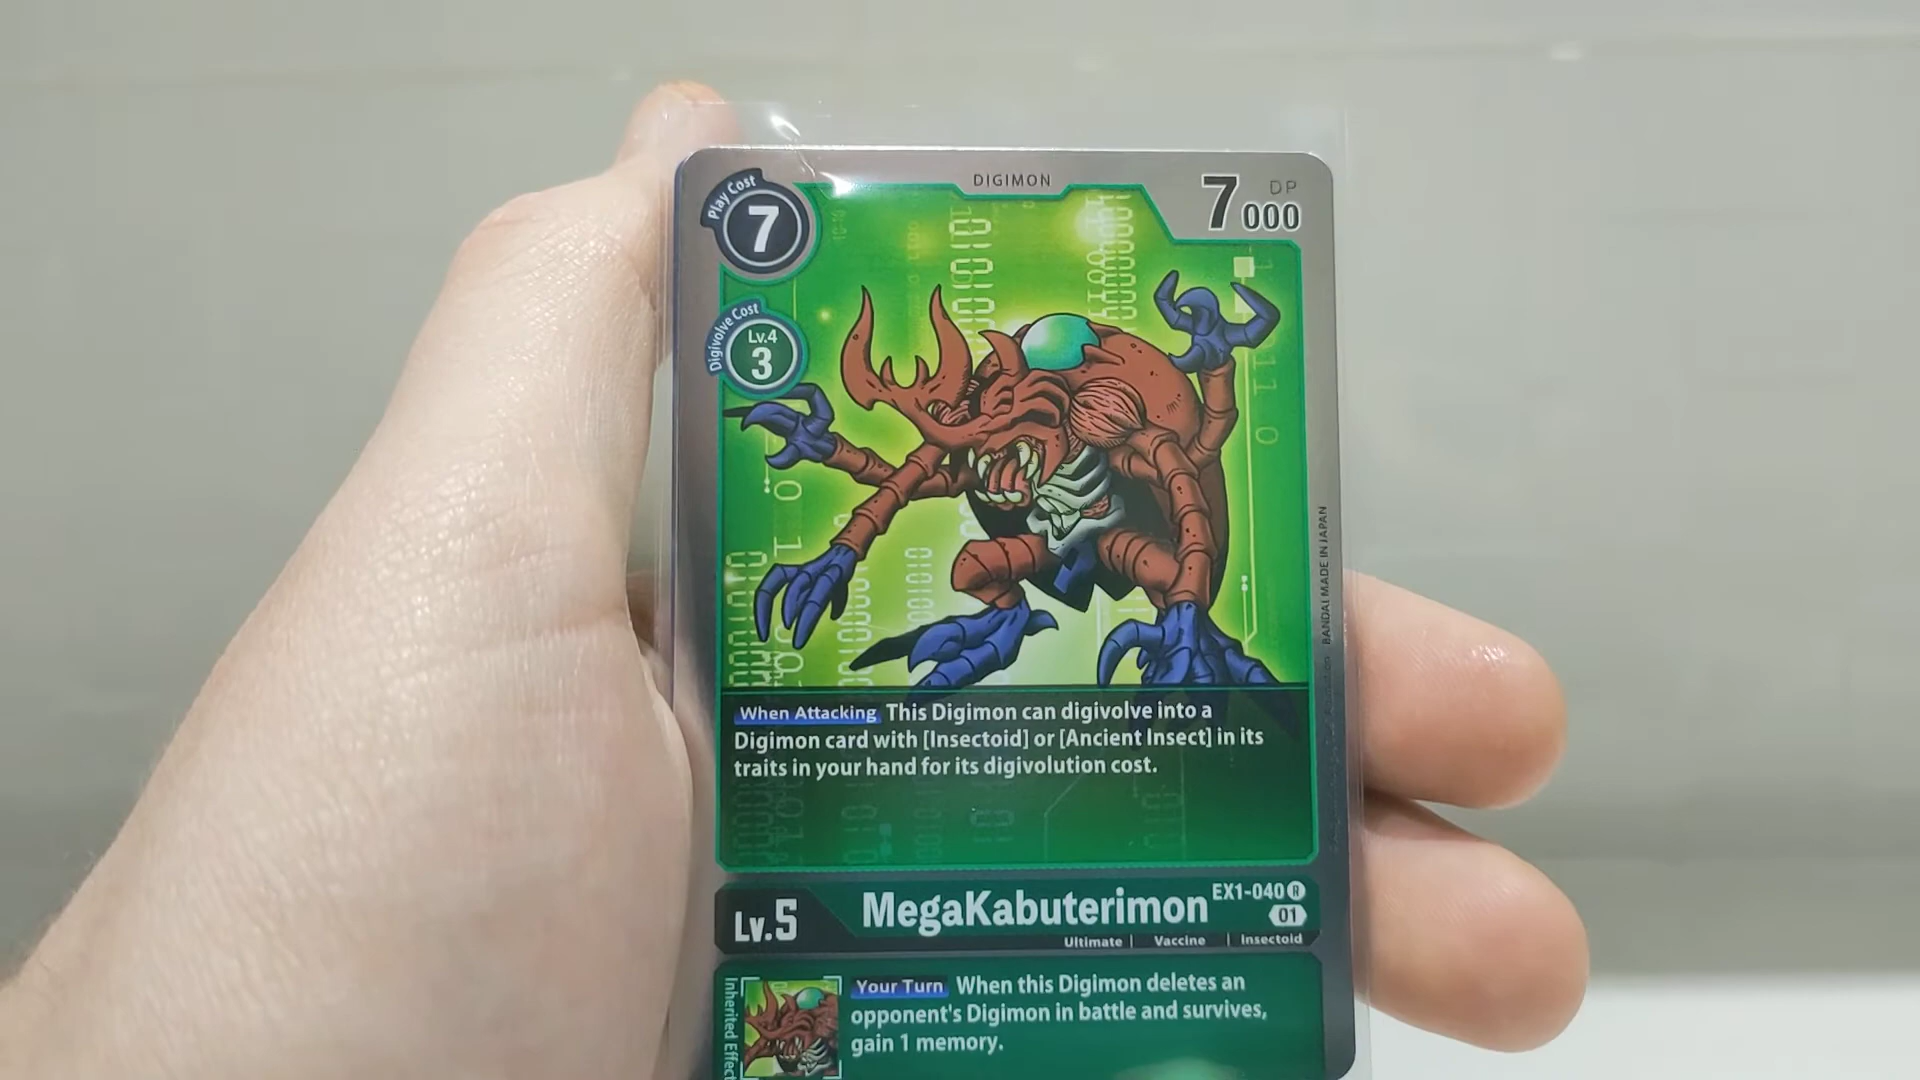 DIGIMON
Play Cost
7
7000
DP
Digivolve Cost
Lv.4
3
BANDAI MADE IN JAPAN
When Attacking This Digimon can digivolve into a
Digimon card with [Insectoid] or [Ancient Insect] in its
traits in your hand for its digivolution cost.
Lv.5
MegaKabuterimon
EX1-040 R
01
Ultimate | Vaccine | Insectoid
Inherited Effect
Your Turn When this Digimon deletes an
opponent's Digimon in battle and survives,
gain 1 memory.